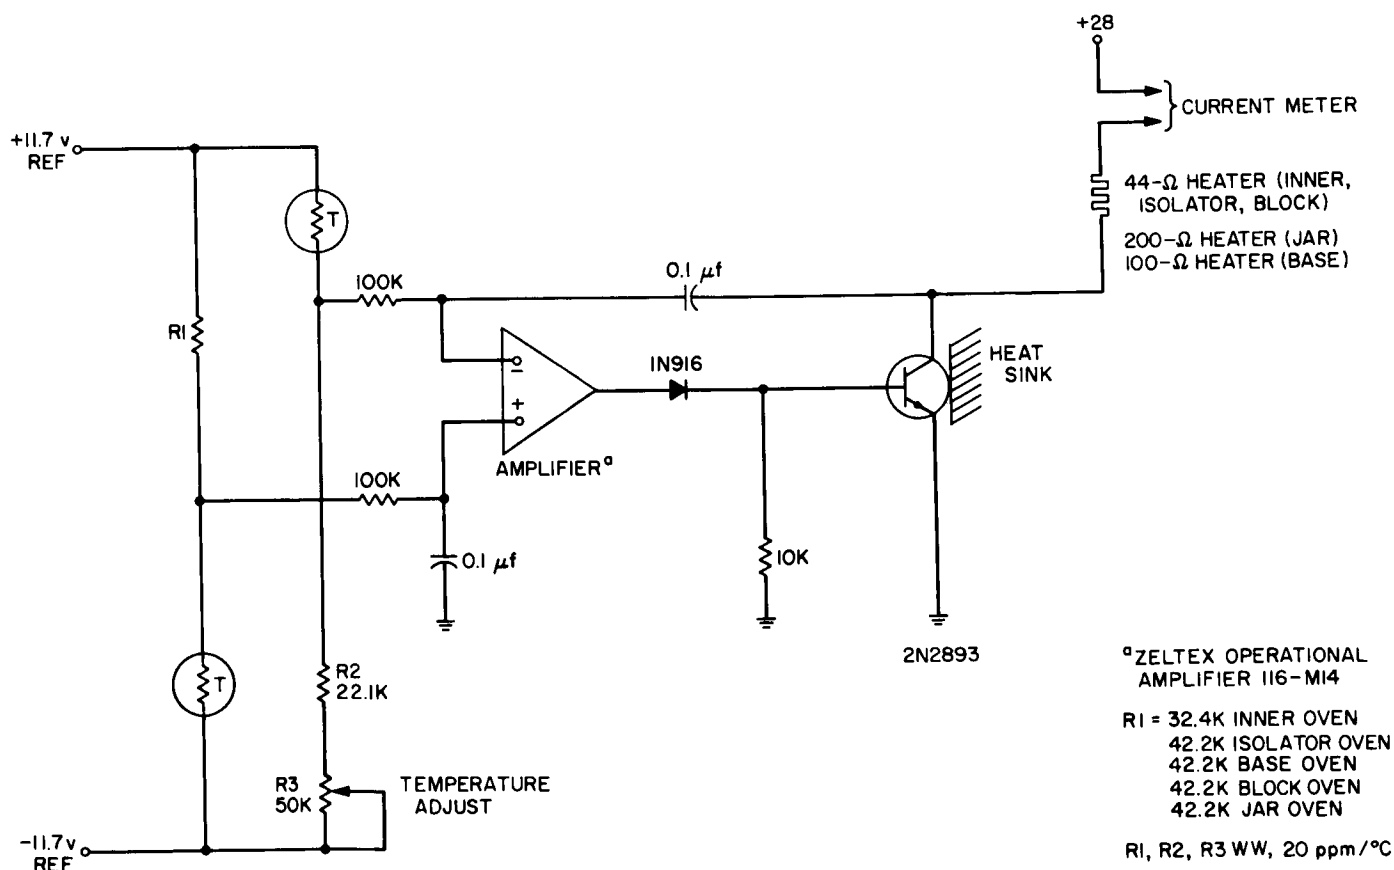 +28
CURRENT METER
+11.7 v
REF
44-Ω HEATER (INNER,
ISOLATOR, BLOCK)
200-Ω HEATER (JAR)
100-Ω HEATER (BASE)
T
100K
0.1 μf
R1
1N916
HEAT
SINK
−
+
AMPLIFIERᵃ
100K
0.1 μf
10K
2N2893
T
R2
22.1K
R3
50K
TEMPERATURE
ADJUST
-11.7v
REF
ᵃZELTEX OPERATIONAL
AMPLIFIER 116-M14
R1 = 32.4K INNER OVEN
42.2K ISOLATOR OVEN
42.2K BASE OVEN
42.2K BLOCK OVEN
42.2K JAR OVEN
R1, R2, R3 WW, 20 ppm/°C